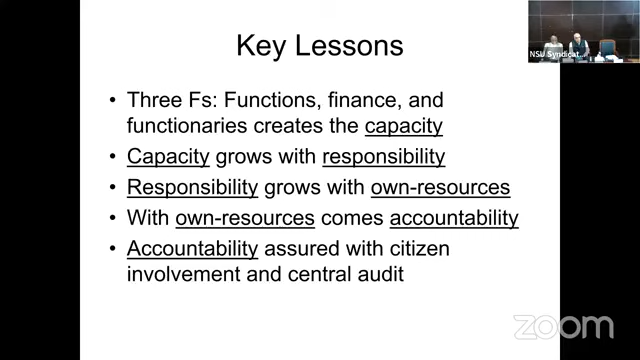 Key Lessons
NSU Syndicat...
• Three Fs: Functions, finance, and
functionaries creates the capacity
• Capacity grows with responsibility
• Responsibility grows with own-resources
• With own-resources comes accountability
• Accountability assured with citizen
involvement and central audit
zoom